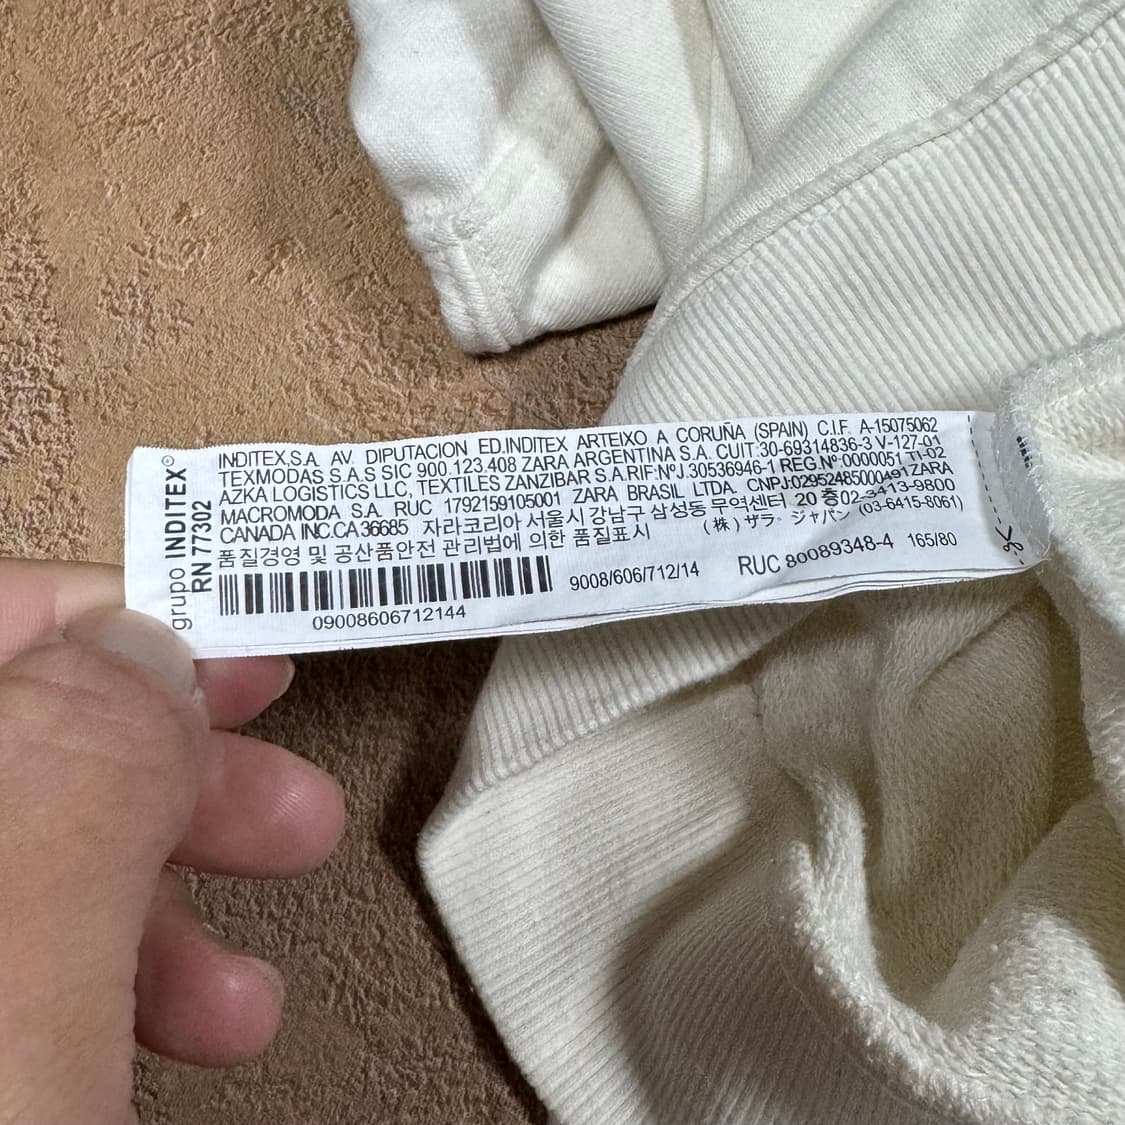 grupo INDITEX®
RN 77302
INDITEX,S.A. AV. DIPUTACION ED.INDITEX ARTEIXO A CORUÑA (SPAIN) C.I.F. A-15075062
TEXMODAS S.A.S SIC 900.123.408 ZARA ARGENTINA S.A. CUIT:30-69314836-3 V-127-01
AZKA LOGISTICS LLC, TEXTILES ZANZIBAR S.A.RIF:NºJ.30536946-1 REG.Nº:0000051 TI-02
MACROMODA S.A. RUC 1792159105001 ZARA BRASIL LTDA. CNPJ:02952485000491 ZARA
CANADA INC.CA 36685 자라코리아 서울시 강남구 삼성동 무역센터 20 층02-3413-9800
품질경영 및 공산품안전 관리법에 의한 품질표시 (株) ザラ・ジャパン (03-6415-8061)
09008606712144
9008/606/712/14
RUC 80089348-4 165/80